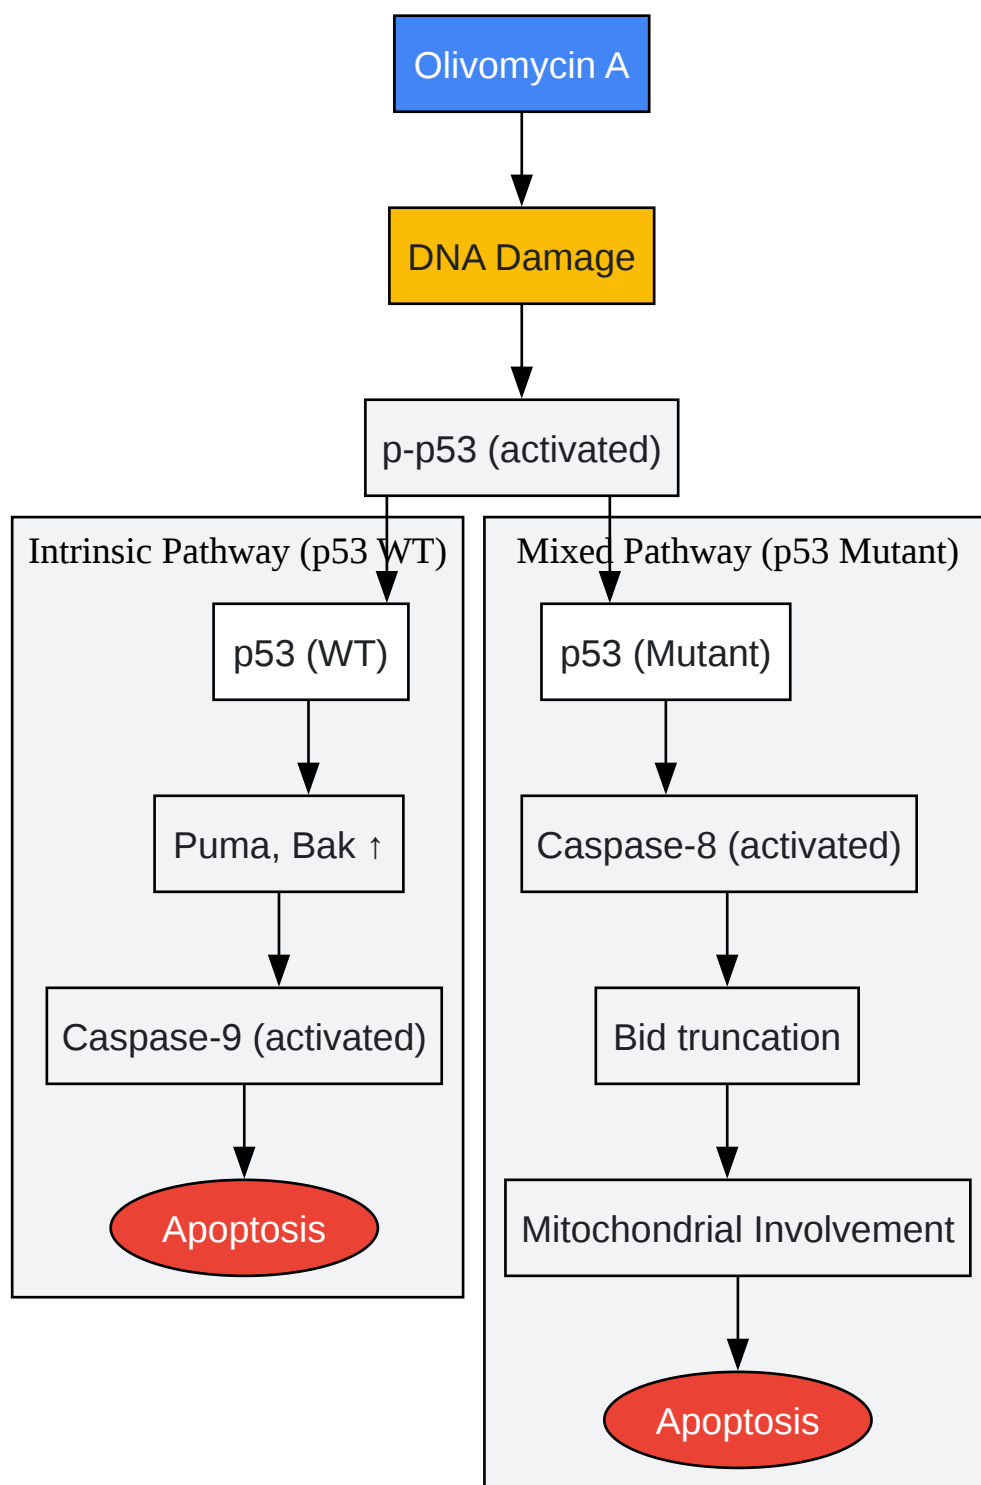 Olivomycin A
DNA Damage
p-p53 (activated)
Intrinsic Pathway (p53 WT)
p53 (WT)
Puma, Bak ↑
Caspase-9 (activated)
Apoptosis
Mixed Pathway (p53 Mutant)
p53 (Mutant)
Caspase-8 (activated)
Bid truncation
Mitochondrial Involvement
Apoptosis